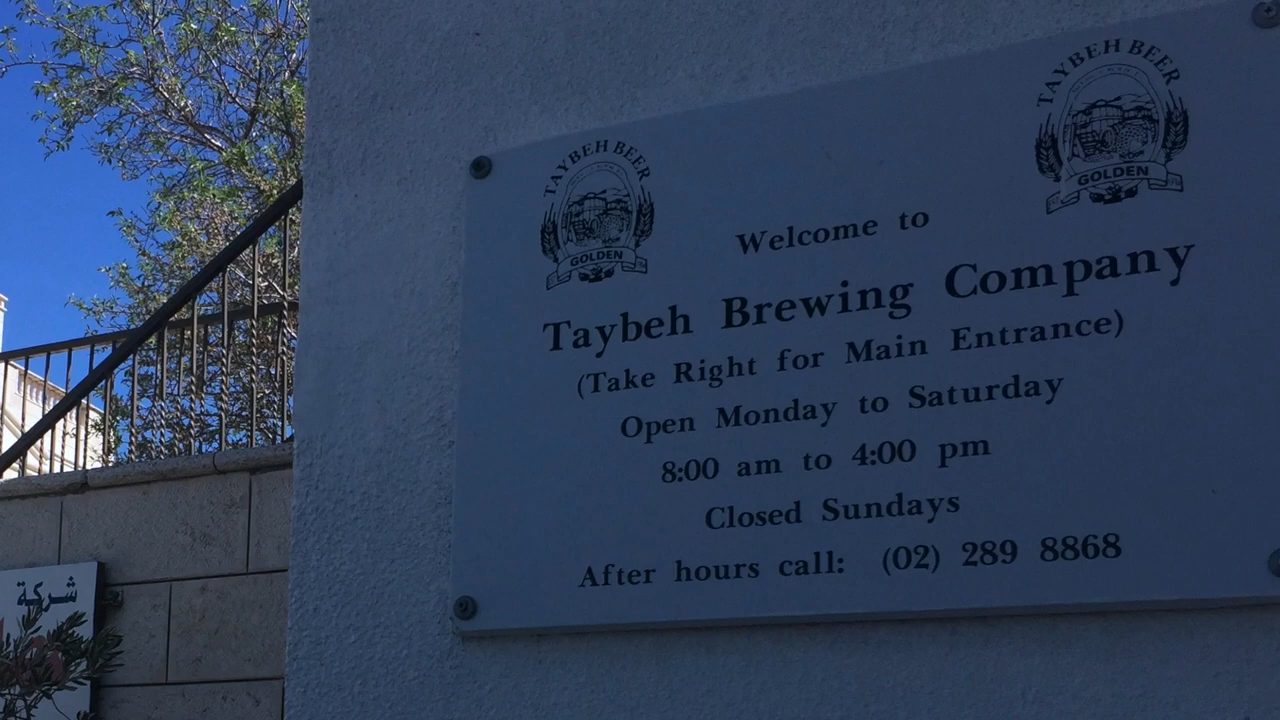 TAYBEH BEER
GOLDEN
TAYBEH BEER
GOLDEN
Welcome to
Taybeh Brewing Company
(Take Right for Main Entrance)
Open Monday to Saturday
8:00 am to 4:00 pm
Closed Sundays
After hours call: (02) 289 8868
شركة